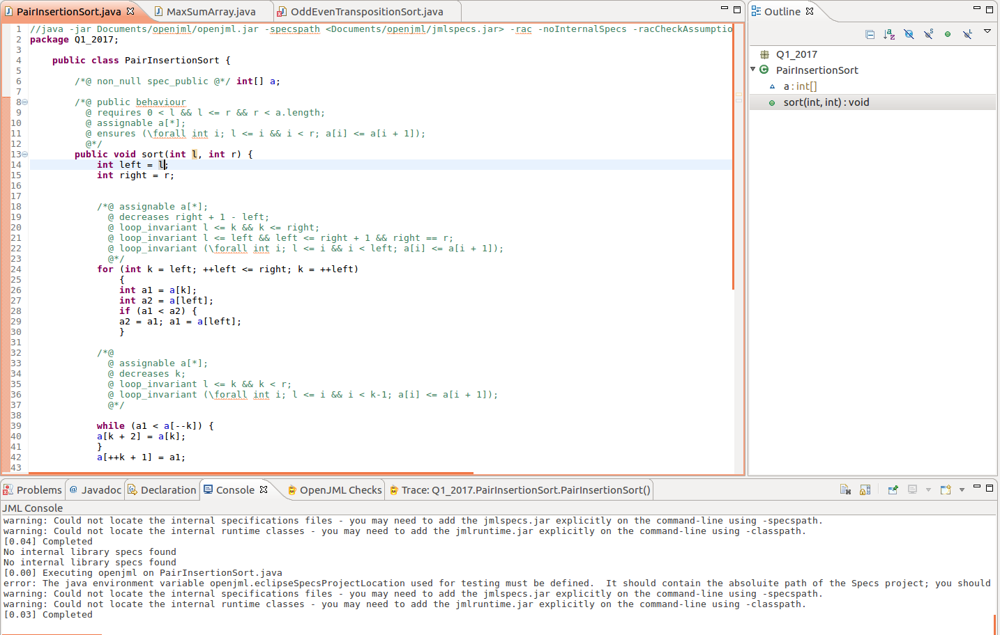 PairInsertionSort.java
MaxSumArray.java
OddEvenTranspositionSort.java
Outline
1 //java -jar Documents/openjml/openjml.jar -specspath <Documents/openjml/jmlspecs.jar> -rac -noInternalSpecs -racCheckAssumptio
2 package Q1_2017;
3
4 public class PairInsertionSort {
5
6 /*@ non_null spec_public @*/ int[] a;
7
8 /*@ public behaviour
9 @ requires 0 < l && l <= r && r < a.length;
10 @ assignable a[*];
11 @ ensures (\forall int i; l <= i && i < r; a[i] <= a[i + 1]);
12 @*/
13 public void sort(int l, int r) {
14 int left = l;
15 int right = r;
16
17
18 /*@ assignable a[*];
19 @ decreases right + 1 - left;
20 @ loop_invariant l <= k && k <= right;
21 @ loop_invariant l <= left && left <= right + 1 && right == r;
22 @ loop_invariant (\forall int i; l <= i && i < left; a[i] <= a[i + 1]);
23 @*/
24 for (int k = left; ++left <= right; k = ++left)
25 {
26 int a1 = a[k];
27 int a2 = a[left];
28 if (a1 < a2) {
29 a2 = a1; a1 = a[left];
30 }
31
32 /*@
33 @ assignable a[*];
34 @ decreases k;
35 @ loop_invariant l <= k && k < r;
36 @ loop_invariant (\forall int i; l <= i && i < k-1; a[i] <= a[i + 1]);
37 @*/
38
39 while (a1 < a[--k]) {
40 a[k + 2] = a[k];
41 }
42 a[++k + 1] = a1;
43
Q1_2017
PairInsertionSort
a : int[]
sort(int, int) : void
Problems
Javadoc
Declaration
Console
OpenJML Checks
Trace: Q1_2017.PairInsertionSort.PairInsertionSort()
JML Console
warning: Could not locate the internal specifications files - you may need to add the jmlspecs.jar explicitly on the command-line using -specspath.
warning: Could not locate the internal runtime classes - you may need to add the jmlruntime.jar explicitly on the command-line using -classpath.
[0.04] Completed
No internal library specs found
No internal library specs found
[0.00] Executing openjml on PairInsertionSort.java
error: The java environment variable openjml.eclipseSpecsProjectLocation used for testing must be defined.  It should contain the absoluite path of the Specs project; you should
warning: Could not locate the internal specifications files - you may need to add the jmlspecs.jar explicitly on the command-line using -specspath.
warning: Could not locate the internal runtime classes - you may need to add the jmlruntime.jar explicitly on the command-line using -classpath.
[0.03] Completed